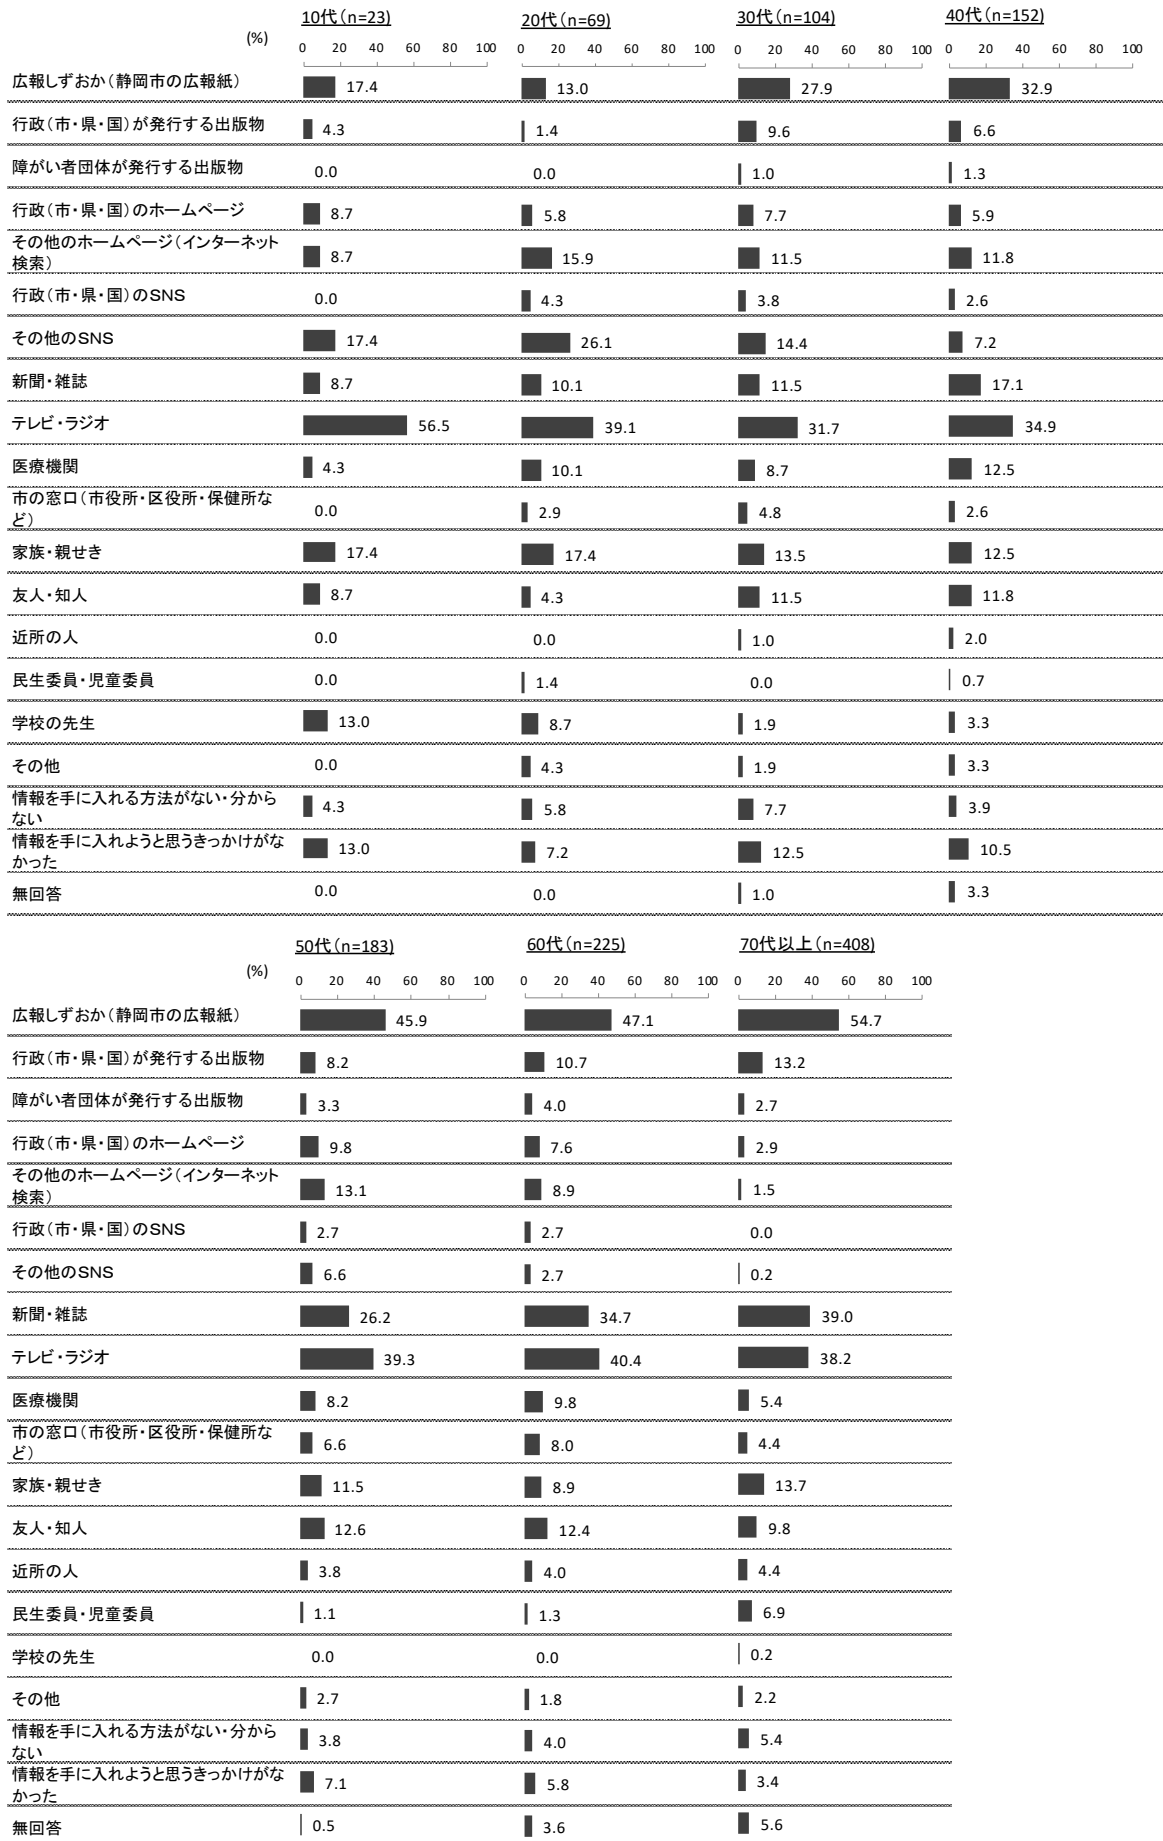 10代（n=23) 20代（n=69) 30代（n=104) 40代（n=152)
(%) 0 20 40 60 80 100 0 20 40 60 80 100 0 20 40 60 80 100 0 20 40 60 80 100
広報しずおか（静岡市の広報紙） 17.4 13.0 27.9 32.9
行政（市・県・国）が発行する出版物 4.3 1.4 9.6 6.6
障がい者団体が発行する出版物 0.0 0.0 1.0 1.3
行政（市・県・国）のホームページ 8.7 5.8 7.7 5.9
その他のホームページ（インターネット
検索） 8.7 15.9 11.5 11.8
行政（市・県・国）のSNS 0.0 4.3 3.8 2.6
その他のSNS 17.4 26.1 14.4 7.2
新聞・雑誌 8.7 10.1 11.5 17.1
テレビ・ラジオ 56.5 39.1 31.7 34.9
医療機関 4.3 10.1 8.7 12.5
市の窓口（市役所・区役所・保健所な
ど） 0.0 2.9 4.8 2.6
家族・親せき 17.4 17.4 13.5 12.5
友人・知人 8.7 4.3 11.5 11.8
近所の人 0.0 0.0 1.0 2.0
民生委員・児童委員 0.0 1.4 0.0 0.7
学校の先生 13.0 8.7 1.9 3.3
その他 0.0 4.3 1.9 3.3
情報を手に入れる方法がない・分から
ない 4.3 5.8 7.7 3.9
情報を手に入れようと思うきっかけがな
かった 13.0 7.2 12.5 10.5
無回答 0.0 0.0 1.0 3.3
50代（n=183) 60代（n=225) 70代以上（n=408)
(%) 0 20 40 60 80 100 0 20 40 60 80 100 0 20 40 60 80 100
広報しずおか（静岡市の広報紙） 45.9 47.1 54.7
行政（市・県・国）が発行する出版物 8.2 10.7 13.2
障がい者団体が発行する出版物 3.3 4.0 2.7
行政（市・県・国）のホームページ 9.8 7.6 2.9
その他のホームページ（インターネット
検索） 13.1 8.9 1.5
行政（市・県・国）のSNS 2.7 2.7 0.0
その他のSNS 6.6 2.7 0.2
新聞・雑誌 26.2 34.7 39.0
テレビ・ラジオ 39.3 40.4 38.2
医療機関 8.2 9.8 5.4
市の窓口（市役所・区役所・保健所な
ど） 6.6 8.0 4.4
家族・親せき 11.5 8.9 13.7
友人・知人 12.6 12.4 9.8
近所の人 3.8 4.0 4.4
民生委員・児童委員 1.1 1.3 6.9
学校の先生 0.0 0.0 0.2
その他 2.7 1.8 2.2
情報を手に入れる方法がない・分から
ない 3.8 4.0 5.4
情報を手に入れようと思うきっかけがな
かった 7.1 5.8 3.4
無回答 0.5 3.6 5.6